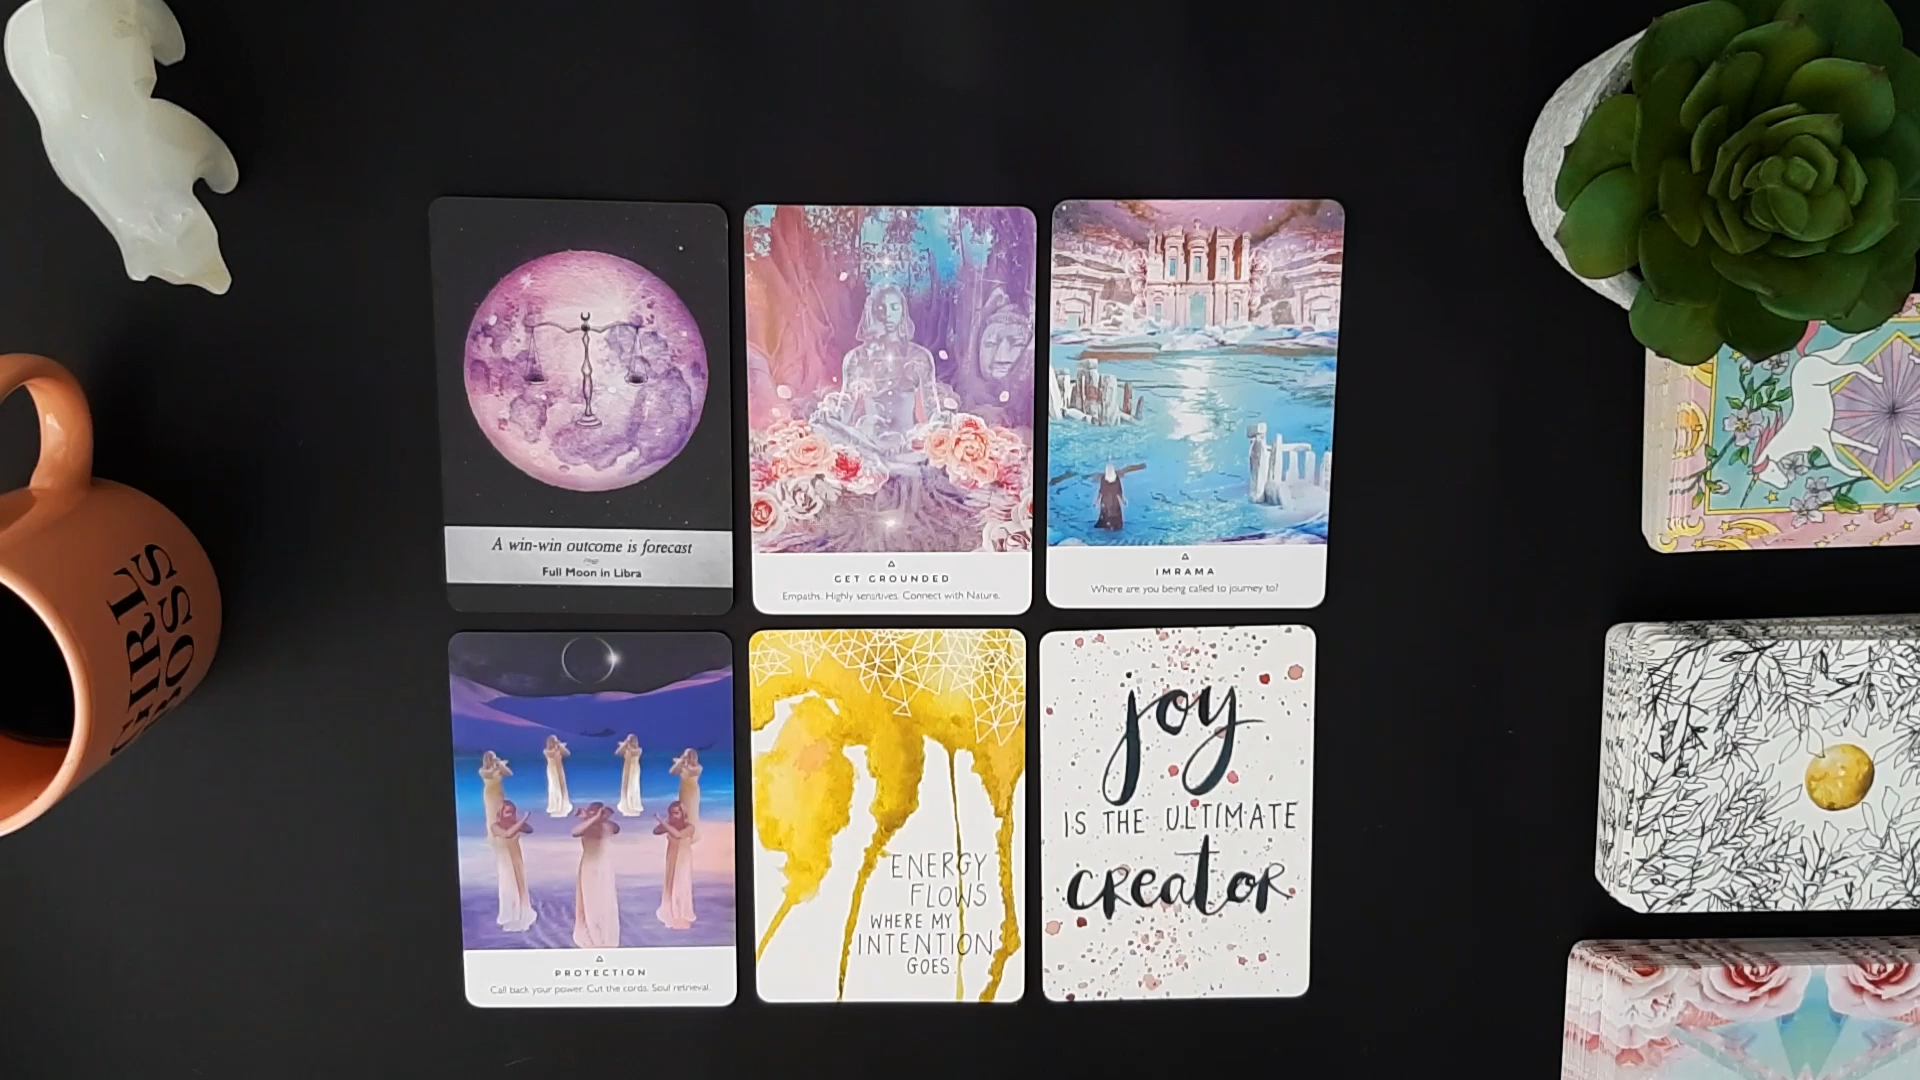 A win-win outcome is forecast
Full Moon in Libra
GET GROUNDED
Empaths. Highly sensitives. Connect with Nature.
IMRAMA
Where are you being called to journey to?
PROTECTION
Call back your power. Cut the cords. Soul retrieval.
ENERGY
FLOWS
WHERE MY
INTENTION
GOES.
joy
IS THE ULTIMATE
creator
GIRL
BOSS